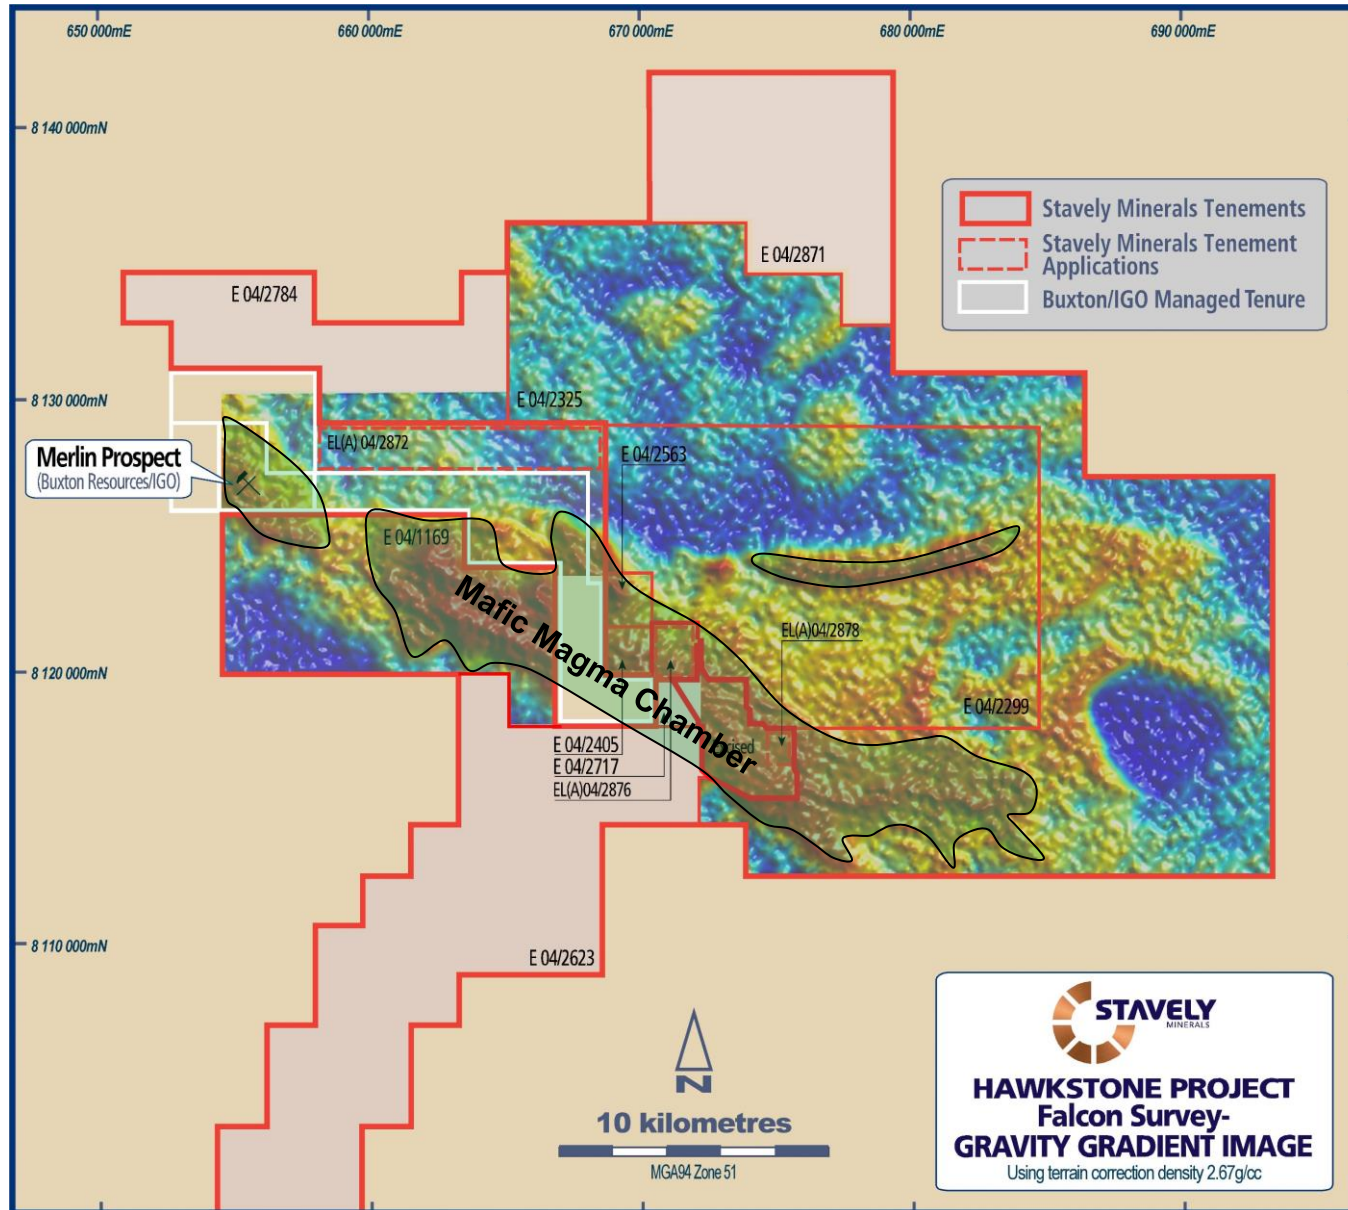 650 000mE
660 000mE
670 000mE
680 000mE
690 000mE
8 140 000mN
8 130 000mN
8 120 000mN
8 110 000mN
Stavely Minerals Tenements
Stavely Minerals Tenement
Applications
Buxton/IGO Managed Tenure
E 04/2871
E 04/2784
E 04/2325
EL(A) 04/2872
E 04/2563
Merlin Prospect
(Buxton Resources/IGO)
E 04/1169
Mafic Magma Chamber
EL(A)04/2878
E 04/2299
E 04/2405
E 04/2717
EL(A)04/2876
E 04/2623
N
10 kilometres
MGA94 Zone 51
STAVELY
MINERALS
HAWKSTONE PROJECT
Falcon Survey-
GRAVITY GRADIENT IMAGE
Using terrain correction density 2.67g/cc